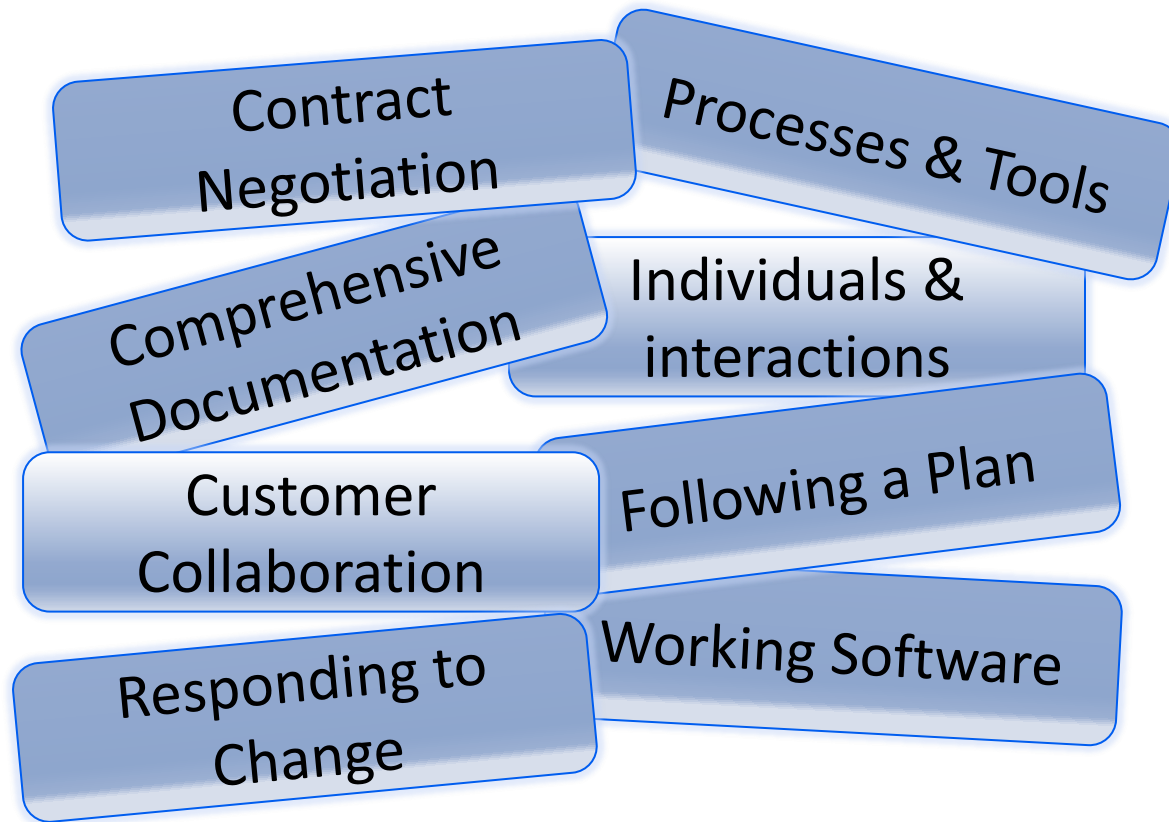 Contract
Negotiation
Processes & Tools
Comprehensive
Documentation
Individuals &
interactions
Customer
Collaboration
Following a Plan
Responding to
Change
Working Software